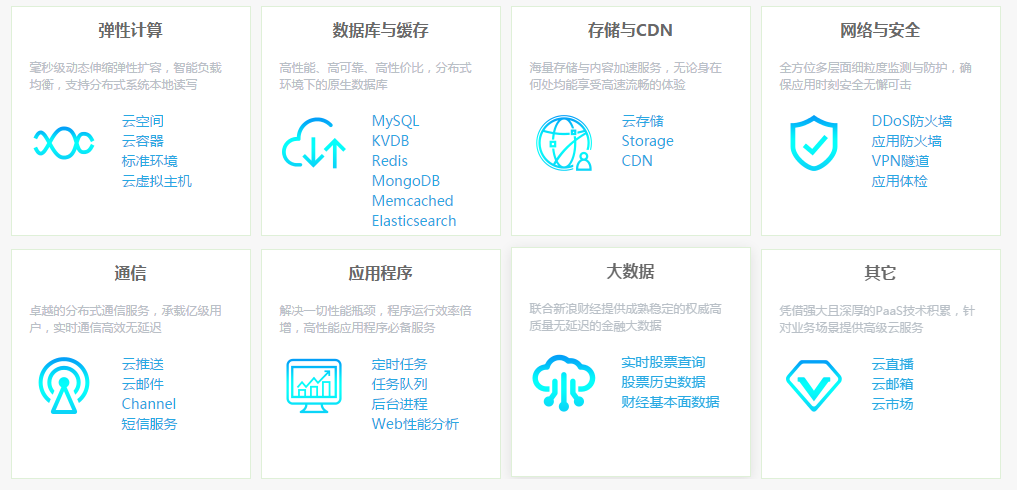 弹性计算
毫秒级动态伸缩弹性扩容，智能负载
均衡，支持分布式系统本地读写
云空间
云容器
标准环境
云虚拟主机
数据库与缓存
高性能、高可靠、高性价比，分布式
环境下的原生数据库
MySQL
KVDB
Redis
MongoDB
Memcached
Elasticsearch
存储与CDN
海量存储与内容加速服务，无论身在
何处均能享受高速流畅的体验
云存储
Storage
CDN
网络与安全
全方位多层面细粒度监测与防护，确
保应用时刻安全无懈可击
DDoS防火墙
应用防火墙
VPN隧道
应用体检
通信
卓越的分布式通信服务，承载亿级用
户，实时通信高效无延迟
云推送
云邮件
Channel
短信服务
应用程序
解决一切性能瓶颈，程序运行效率倍
增，高性能应用程序必备服务
定时任务
任务队列
后台进程
Web性能分析
大数据
联合新浪财经提供成熟稳定的权威高
质量无延迟的金融大数据
实时股票查询
股票历史数据
财经基本面数据
其它
凭借强大且深厚的PaaS技术积累，针
对业务场景提供高级云服务
云直播
云邮箱
云市场